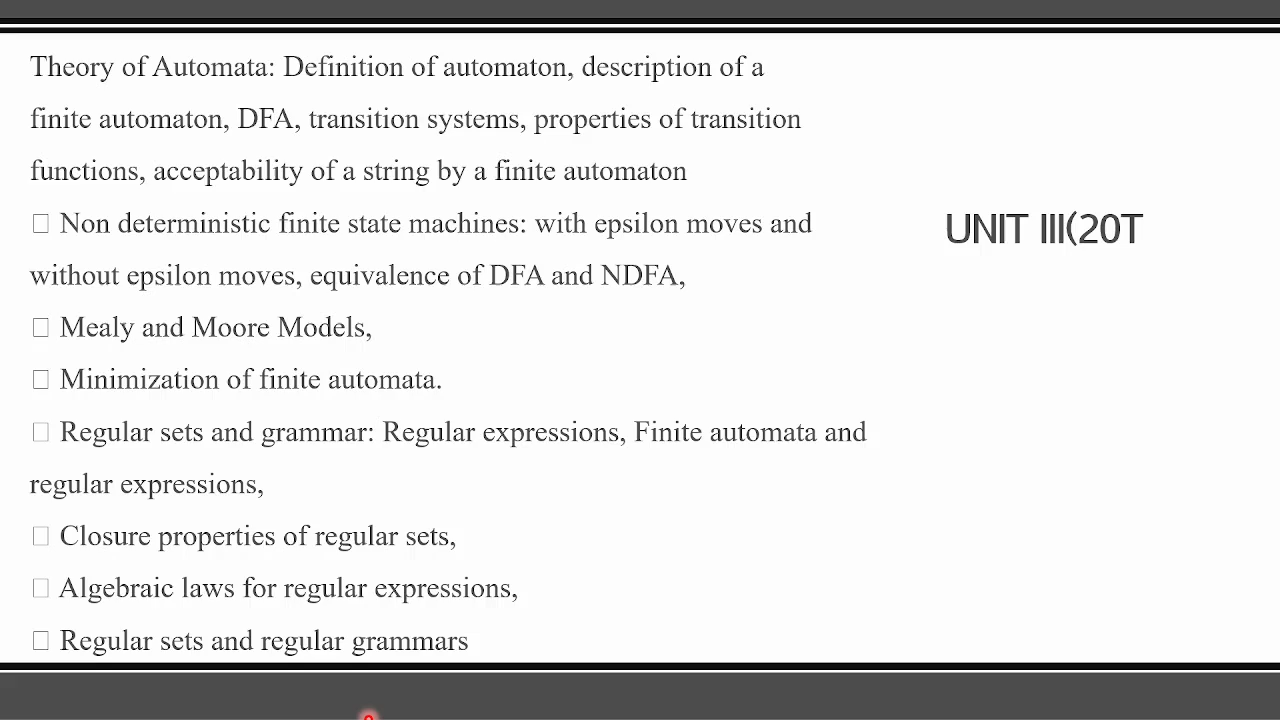 Theory of Automata: Definition of automaton, description of a
finite automaton, DFA, transition systems, properties of transition
functions, acceptability of a string by a finite automaton
□ Non deterministic finite state machines: with epsilon moves and
without epsilon moves, equivalence of DFA and NDFA,
□ Mealy and Moore Models,
□ Minimization of finite automata.
□ Regular sets and grammar: Regular expressions, Finite automata and
regular expressions,
□ Closure properties of regular sets,
□ Algebraic laws for regular expressions,
□ Regular sets and regular grammars
UNIT III(20T